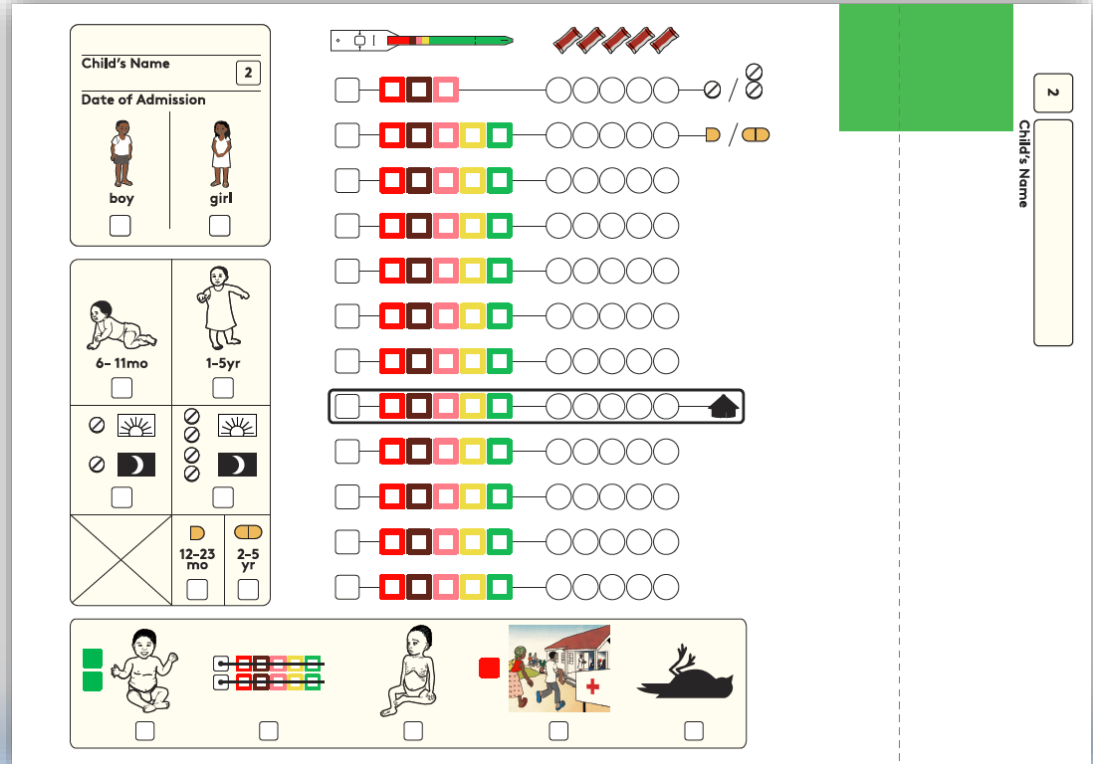 Child's Name
2
Date of Admission
boy
girl
6- 11mo
1-5yr
12-23
mo
2-5
yr
2
Child's Name